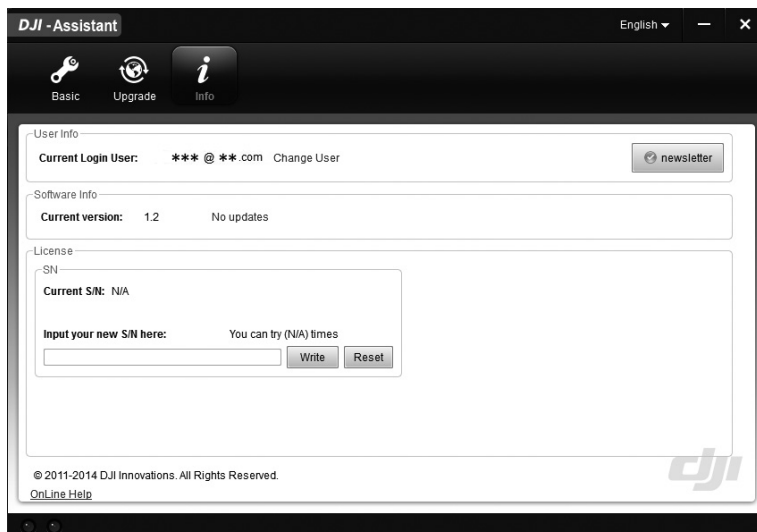 DJI - Assistant English
Basic Upgrade Info
User Info
Current Login User: *** @ **.com Change User newsletter
Software Info
Current version: 1.2 No updates
License
SN
Current S/N: N/A
Input your new S/N here: You can try (N/A) times
Write Reset
© 2011-2014 DJI Innovations. All Rights Reserved.
dji
OnLine Help